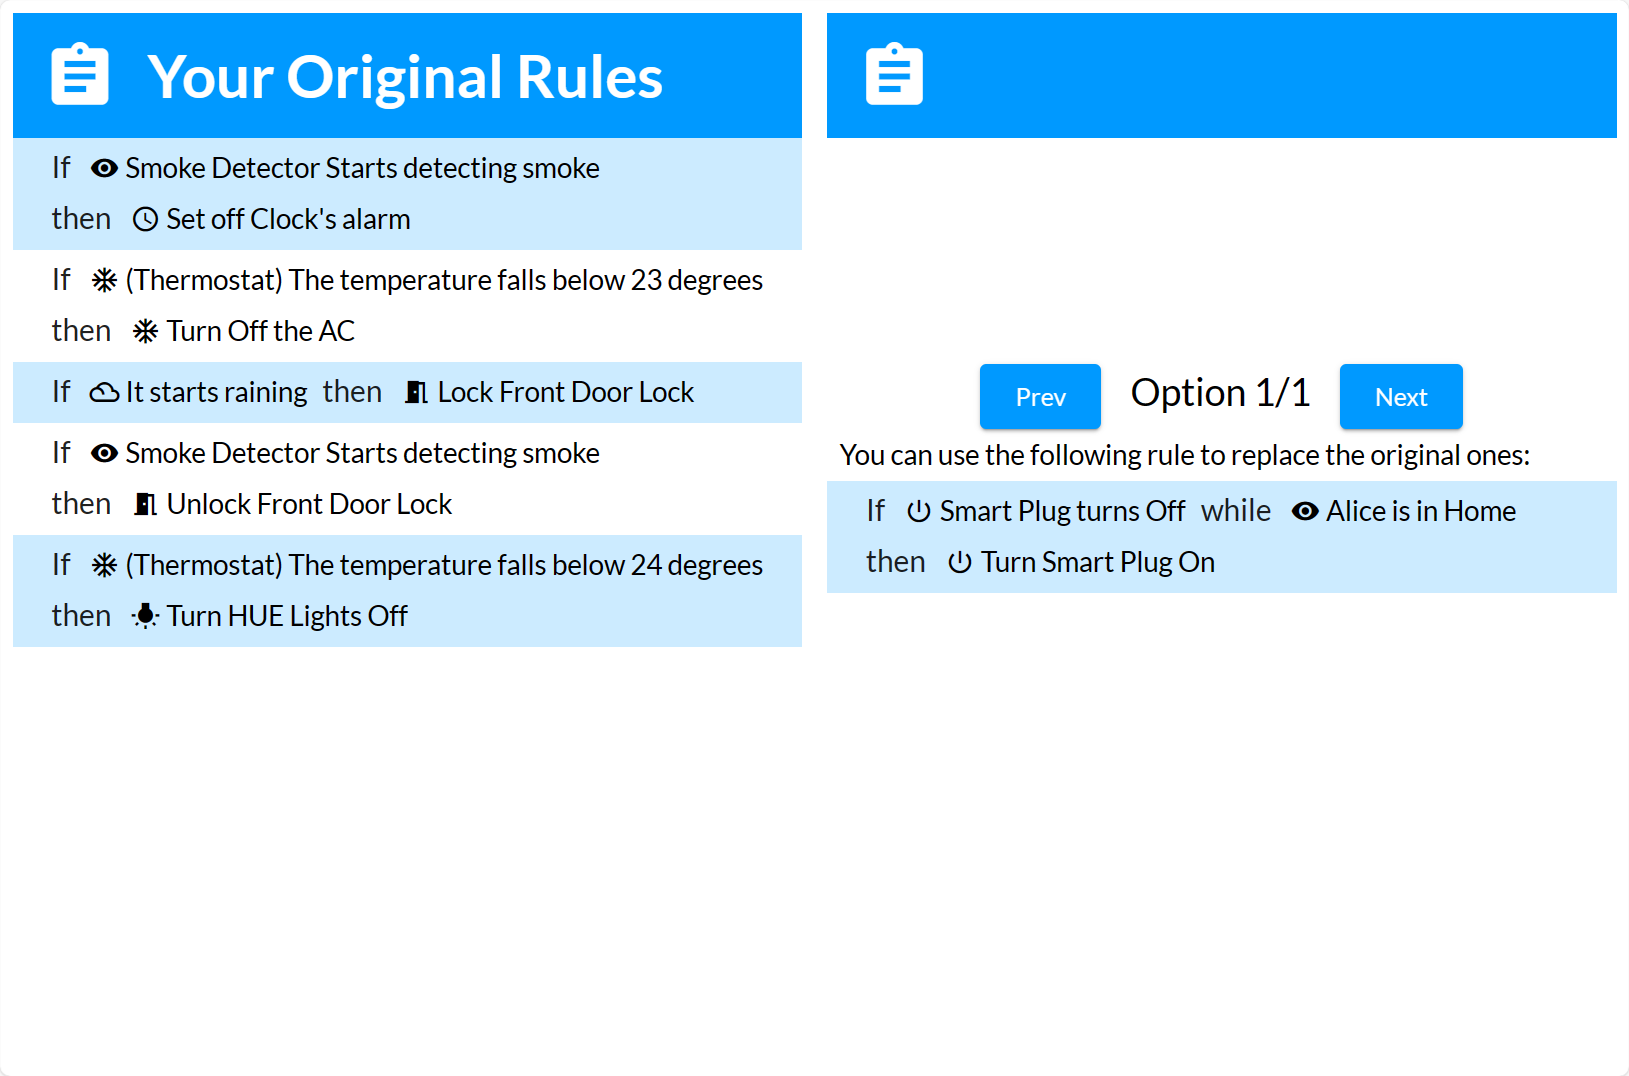 Your Original Rules
If Smoke Detector Starts detecting smoke
then Set off Clock's alarm
If (Thermostat) The temperature falls below 23 degrees
then Turn Off the AC
If It starts raining then Lock Front Door Lock
If Smoke Detector Starts detecting smoke
then Unlock Front Door Lock
If (Thermostat) The temperature falls below 24 degrees
then Turn HUE Lights Off
Prev Option 1/1 Next
You can use the following rule to replace the original ones:
If Smart Plug turns Off while Alice is in Home
then Turn Smart Plug On